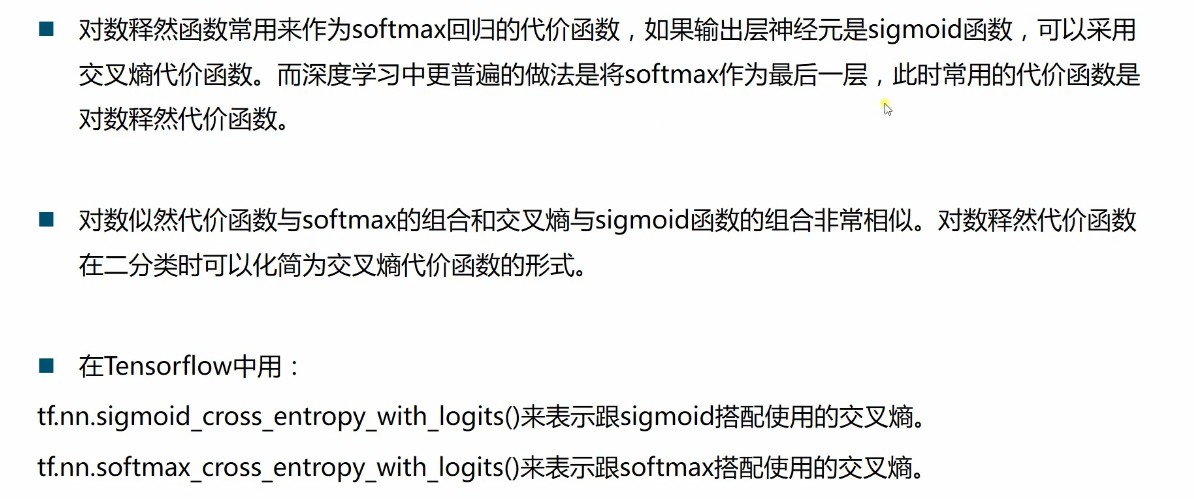 对数释然函数常用来作为softmax回归的代价函数，如果输出层神经元是sigmoid函数，可以采用
交叉熵代价函数。而深度学习中更普遍的做法是将softmax作为最后一层，此时常用的代价函数是
对数释然代价函数。
对数似然代价函数与softmax的组合和交叉熵与sigmoid函数的组合非常相似。对数释然代价函数
在二分类时可以化简为交叉熵代价函数的形式。
在Tensorflow中用：
tf.nn.sigmoid_cross_entropy_with_logits()来表示跟sigmoid搭配使用的交叉熵。
tf.nn.softmax_cross_entropy_with_logits()来表示跟softmax搭配使用的交叉熵。